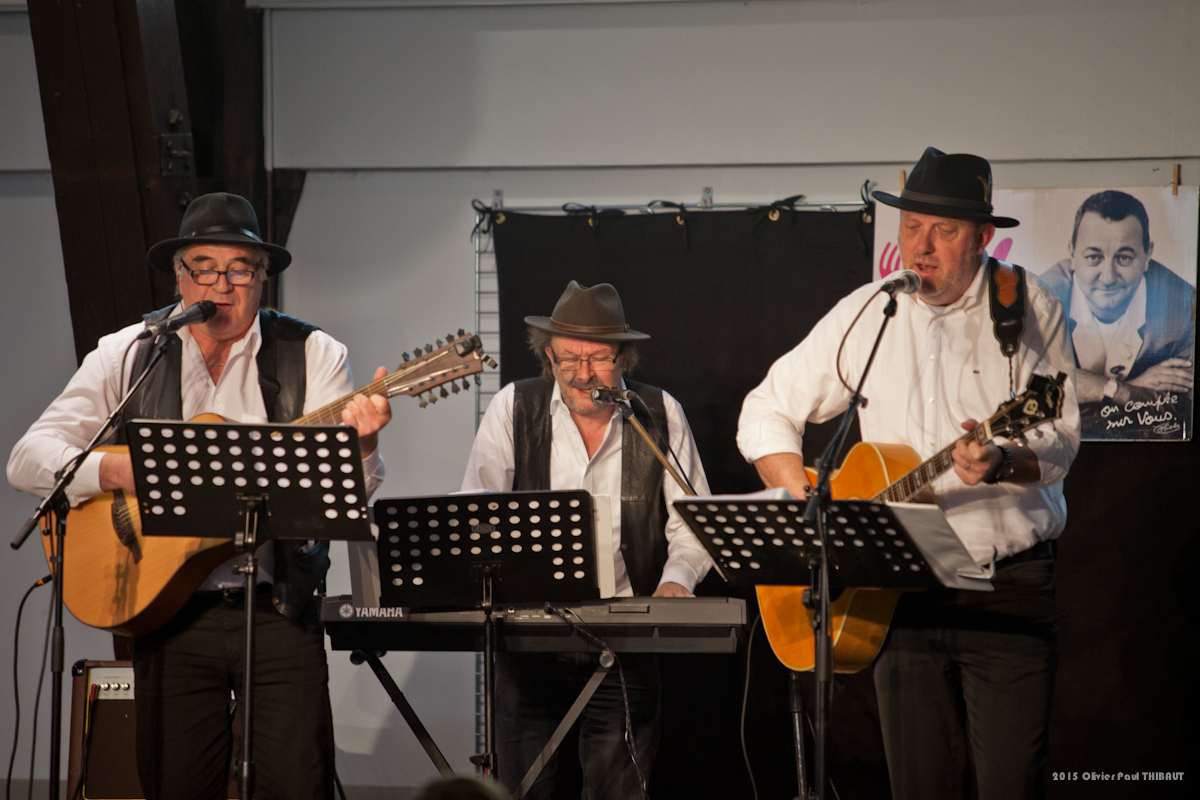 on compte
sur vous.
YAMAHA
2015 Olivier Paul THIBAUT